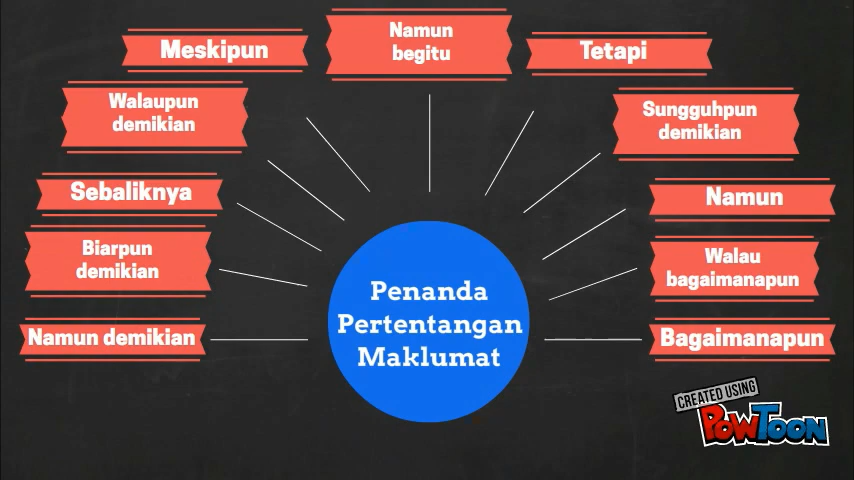 Meskipun
Namun
begitu
Tetapi
Walaupun
demikian
Sungguhpun
demikian
Sebaliknya
Namun
Biarpun
demikian
Walau
bagaimanapun
Namun demikian
Bagaimanapun
Penanda
Pertentangan
Maklumat
CREATED USING
POWTOON